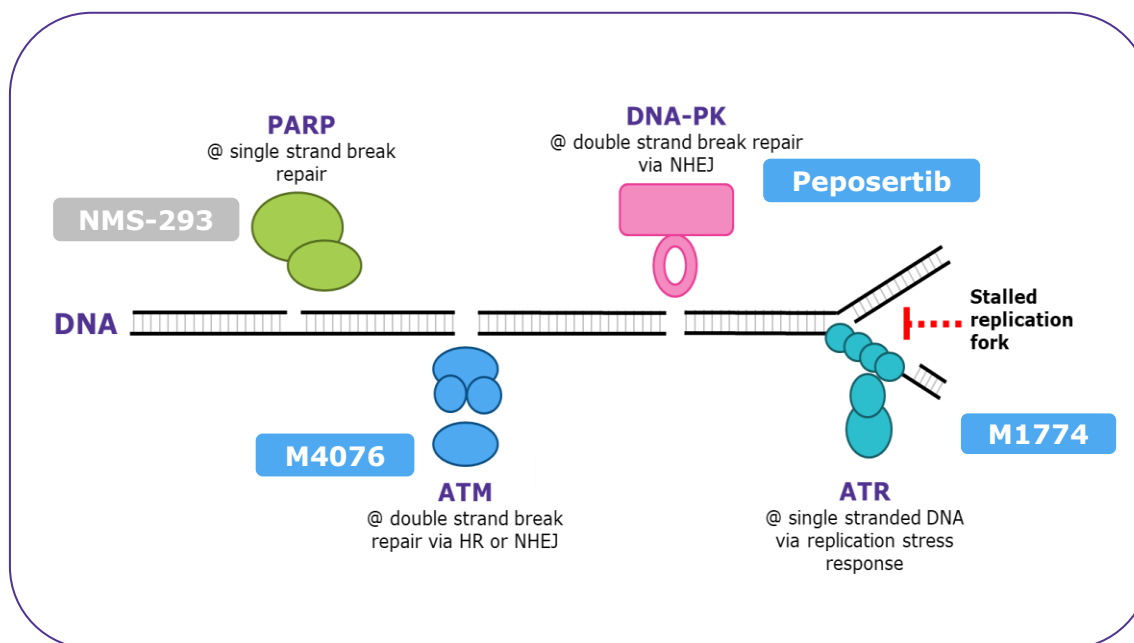 PARP
@ single strand break
repair
NMS-293
DNA-PK
@ double strand break repair
via NHEJ
Peposertib
DNA
Stalled
replication
fork
M4076
ATM
@ double strand break
repair via HR or NHEJ
M1774
ATR
@ single stranded DNA
via replication stress
response